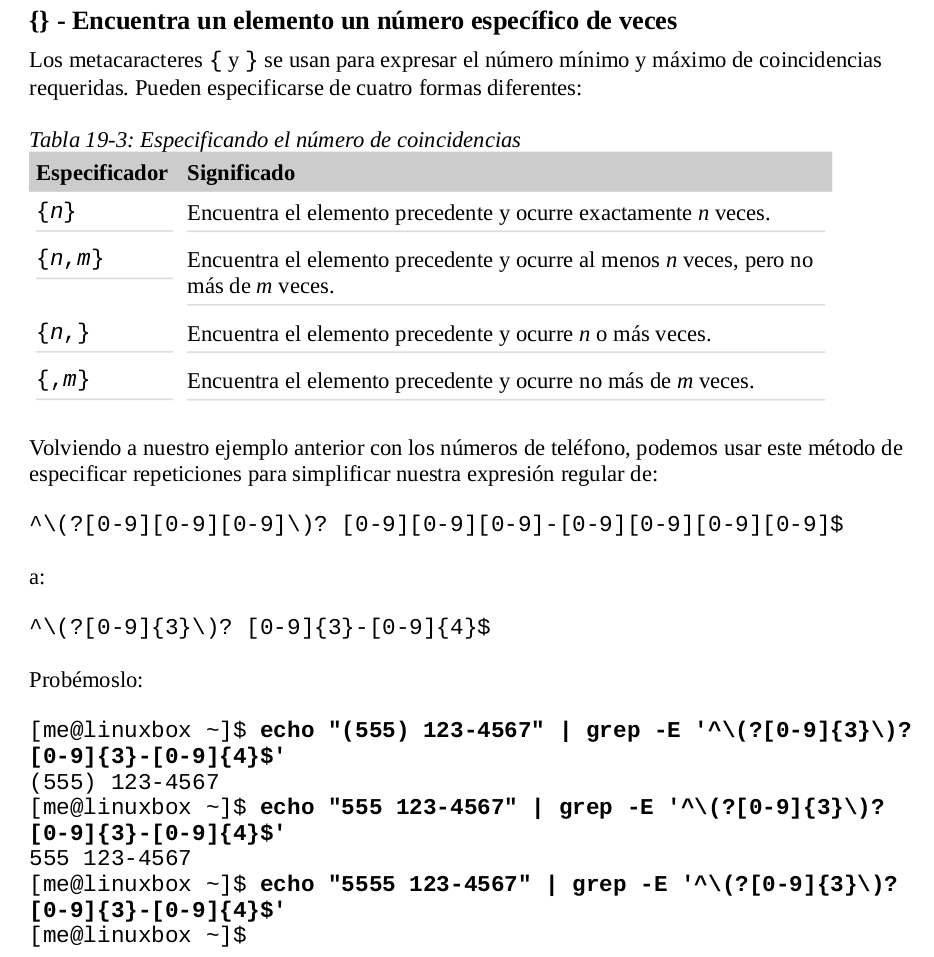 {} - Encuentra un elemento un número específico de veces
Los metacaracteres { y } se usan para expresar el número mínimo y máximo de coincidencias
requeridas. Pueden especificarse de cuatro formas diferentes:
Tabla 19-3: Especificando el número de coincidencias
Especificador Significado
{n} Encuentra el elemento precedente y ocurre exactamente n veces.
{n,m} Encuentra el elemento precedente y ocurre al menos n veces, pero no
más de m veces.
{n,} Encuentra el elemento precedente y ocurre n o más veces.
{,m} Encuentra el elemento precedente y ocurre no más de m veces.
Volviendo a nuestro ejemplo anterior con los números de teléfono, podemos usar este método de
especificar repeticiones para simplificar nuestra expresión regular de:
^\(?[0-9][0-9][0-9]\)? [0-9][0-9][0-9]-[0-9][0-9][0-9][0-9]$
a:
^\(?[0-9]{3}\)? [0-9]{3}-[0-9]{4}$
Probémoslo:
[me@linuxbox ~]$ echo "(555) 123-4567" | grep -E '^\(?[0-9]{3}\)?
[0-9]{3}-[0-9]{4}$'
(555) 123-4567
[me@linuxbox ~]$ echo "555 123-4567" | grep -E '^\(?[0-9]{3}\)?
[0-9]{3}-[0-9]{4}$'
555 123-4567
[me@linuxbox ~]$ echo "5555 123-4567" | grep -E '^\(?[0-9]{3}\)?
[0-9]{3}-[0-9]{4}$'
[me@linuxbox ~]$